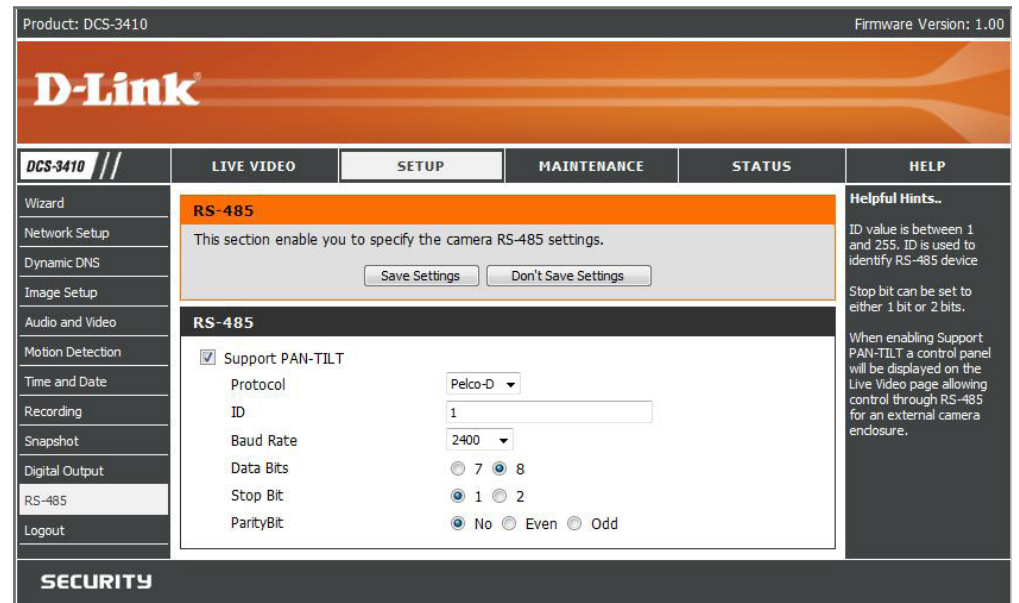 Product: DCS-3410
Firmware Version: 1.00
D-Link®
DCS-3410
LIVE VIDEO
SETUP
MAINTENANCE
STATUS
HELP
Wizard
Network Setup
Dynamic DNS
Image Setup
Audio and Video
Motion Detection
Time and Date
Recording
Snapshot
Digital Output
RS-485
Logout
RS-485
This section enable you to specify the camera RS-485 settings.
Save Settings
Don't Save Settings
RS-485
Support PAN-TILT
Protocol Pelco-D
ID 1
Baud Rate 2400
Data Bits 7 8
Stop Bit 1 2
ParityBit No Even Odd
Helpful Hints..
ID value is between 1
and 255. ID is used to
identify RS-485 device
Stop bit can be set to
either 1 bit or 2 bits.
When enabling Support
PAN-TILT a control panel
will be displayed on the
Live Video page allowing
control through RS-485
for an external camera
enclosure.
SECURITY